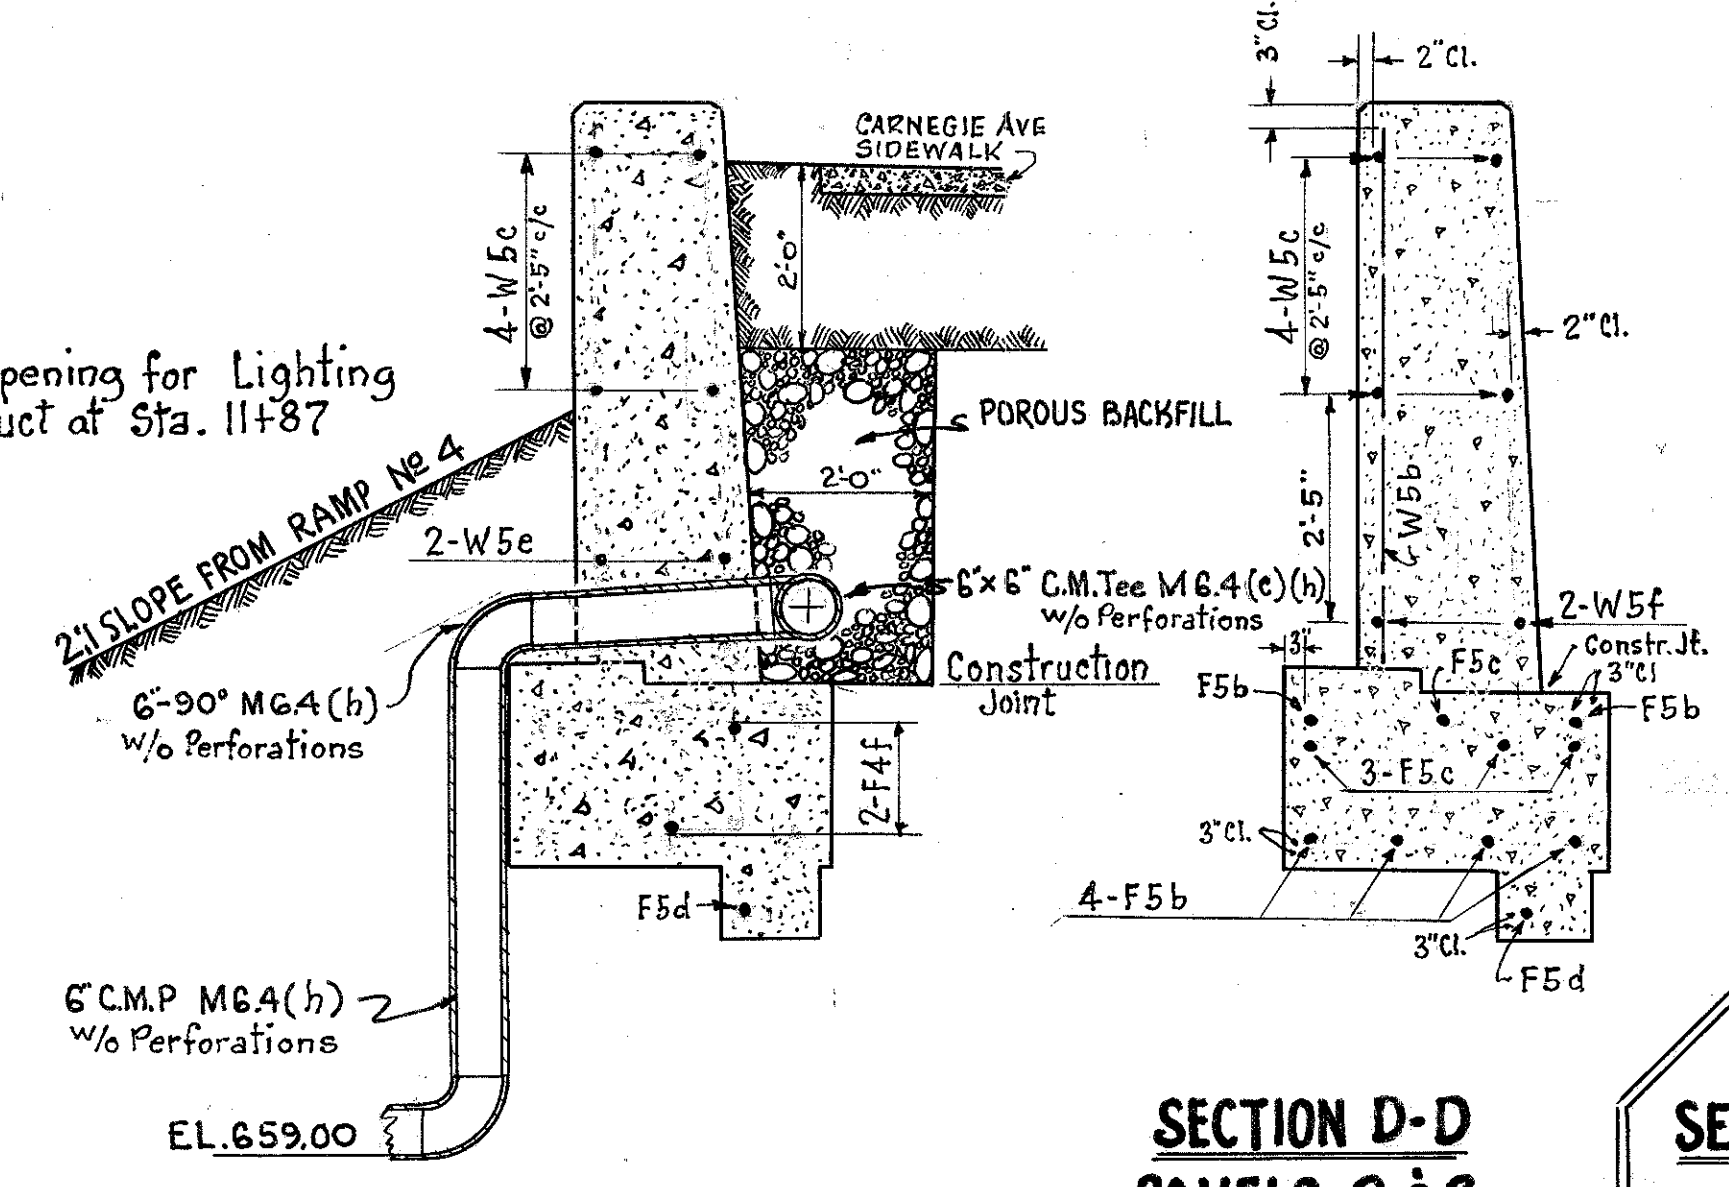 3"Cl.
2"Cl.
CARNEGIE AVE
SIDEWALK
4-W5c
@ 2'-5" c/c
2'-0"
4-W5c
@ 2'-5" c/c
2"Cl.
pening for Lighting
uct at Sta. 11+87
POROUS BACKFILL
2'-0"
2:1 SLOPE FROM RAMP No 4
2-W5e
2'-5"
W5b
6"x 6" C.M.Tee M6.4(c)(h)
w/o Perforations
2-W5f
Constr. Jt.
3"
3"Cl
F5c
F5b
F5b
Construction
Joint
6"-90° M6.4(h)
w/o Perforations
2-F4f
3-F5c
3"Cl.
4-F5b
F5d
3"Cl.
F5d
6" C.M.P M6.4(h)
w/o Perforations
EL.659.00
SECTION D-D
SE